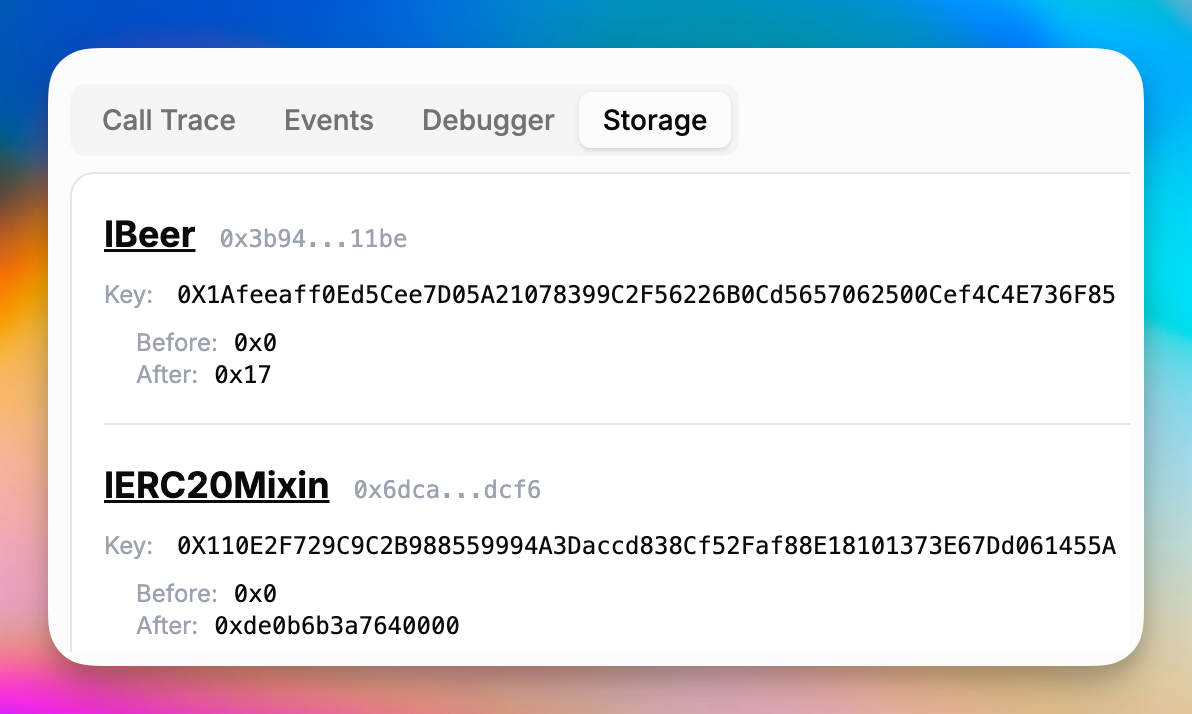 Call Trace Events Debugger Storage
IBeer 0x3b94...11be
Key: 0X1Afeeaff0Ed5Cee7D05A21078399C2F56226B0Cd5657062500Cef4C4E736F85
Before: 0x0
After: 0x17
IERC20Mixin 0x6dca...dcf6
Key: 0X110E2F729C9C2B988559994A3Daccd838Cf52Faf88E18101373E67Dd061455A
Before: 0x0
After: 0xde0b6b3a7640000